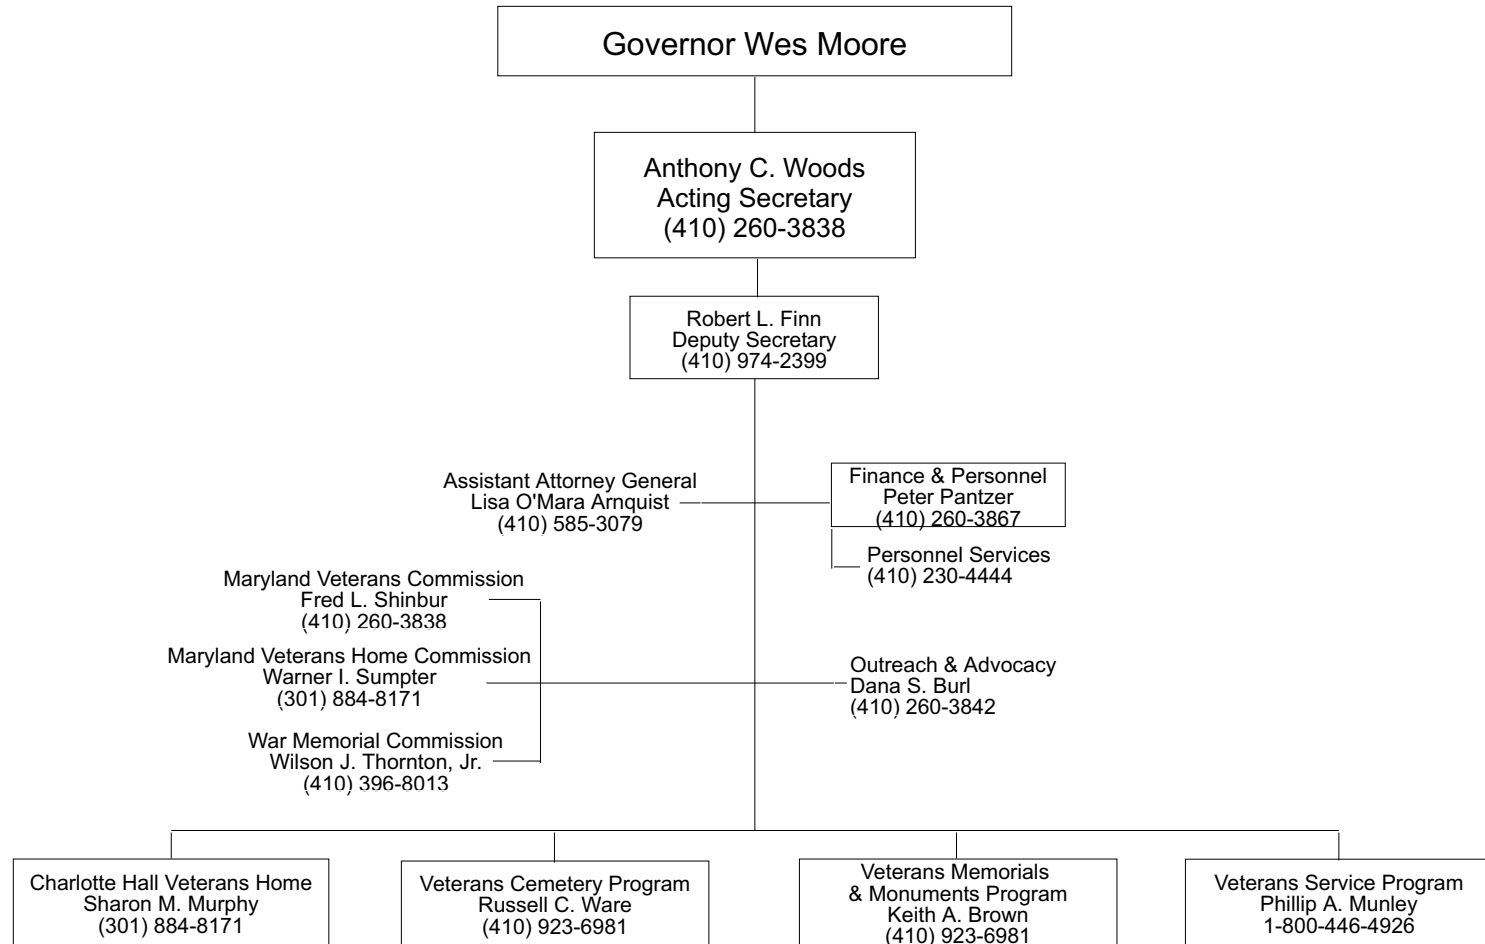 Governor Wes Moore
Anthony C. Woods
Acting Secretary
(410) 260-3838
Robert L. Finn
Deputy Secretary
(410) 974-2399
Assistant Attorney General
Lisa O'Mara Arnquist
(410) 585-3079
Finance & Personnel
Peter Pantzer
(410) 260-3867
Personnel Services
(410) 230-4444
Maryland Veterans Commission
Fred L. Shinbur
(410) 260-3838
Maryland Veterans Home Commission
Warner I. Sumpter
(301) 884-8171
War Memorial Commission
Wilson J. Thornton, Jr.
(410) 396-8013
Outreach & Advocacy
Dana S. Burl
(410) 260-3842
Charlotte Hall Veterans Home
Sharon M. Murphy
(301) 884-8171
Veterans Cemetery Program
Russell C. Ware
(410) 923-6981
Veterans Memorials
& Monuments Program
Keith A. Brown
(410) 923-6981
Veterans Service Program
Phillip A. Munley
1-800-446-4926